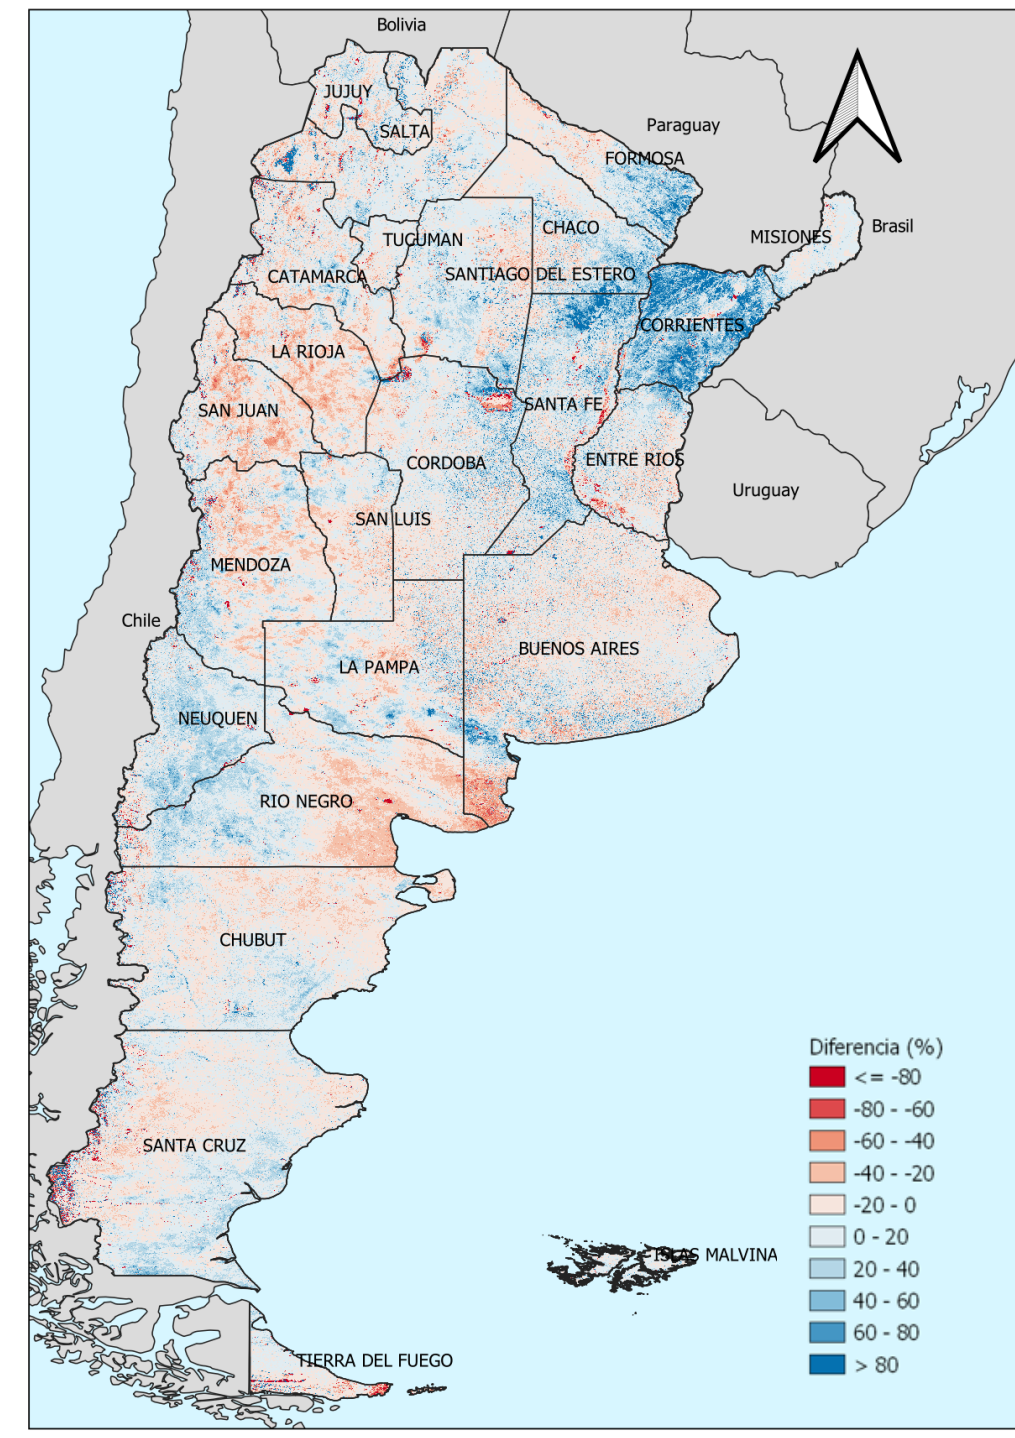 Bolivia
JUJUY
SALTA
Paraguay
FORMOSA
Brasil
CHACO
MISIONES
TUCUMAN
SANTIAGO DEL ESTERO
CATAMARCA
CORRIENTES
LA RIOJA
SAN JUAN
SANTA FE
CORDOBA
ENTRE RIOS
Uruguay
SAN LUIS
MENDOZA
Chile
BUENOS AIRES
LA PAMPA
NEUQUEN
RIO NEGRO
CHUBUT
SANTA CRUZ
ISLAS MALVINA
TIERRA DEL FUEGO
Diferencia (%)
<= -80
-80 - -60
-60 - -40
-40 - -20
-20 - 0
0 - 20
20 - 40
40 - 60
60 - 80
> 80